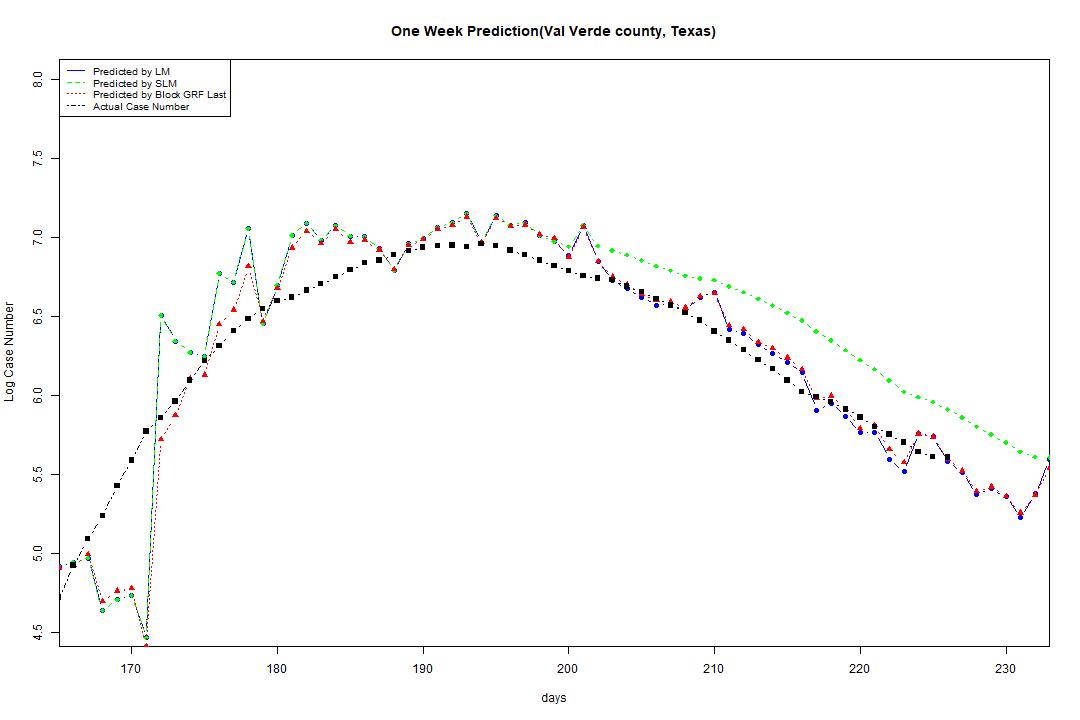 One Week Prediction(Val Verde county, Texas)
Predicted by LM
Predicted by SLM
Predicted by Block GRF Last
Actual Case Number
Log Case Number
8.0
7.5
7.0
6.5
6.0
5.5
5.0
4.5
170 180 190 200 210 220 230
days